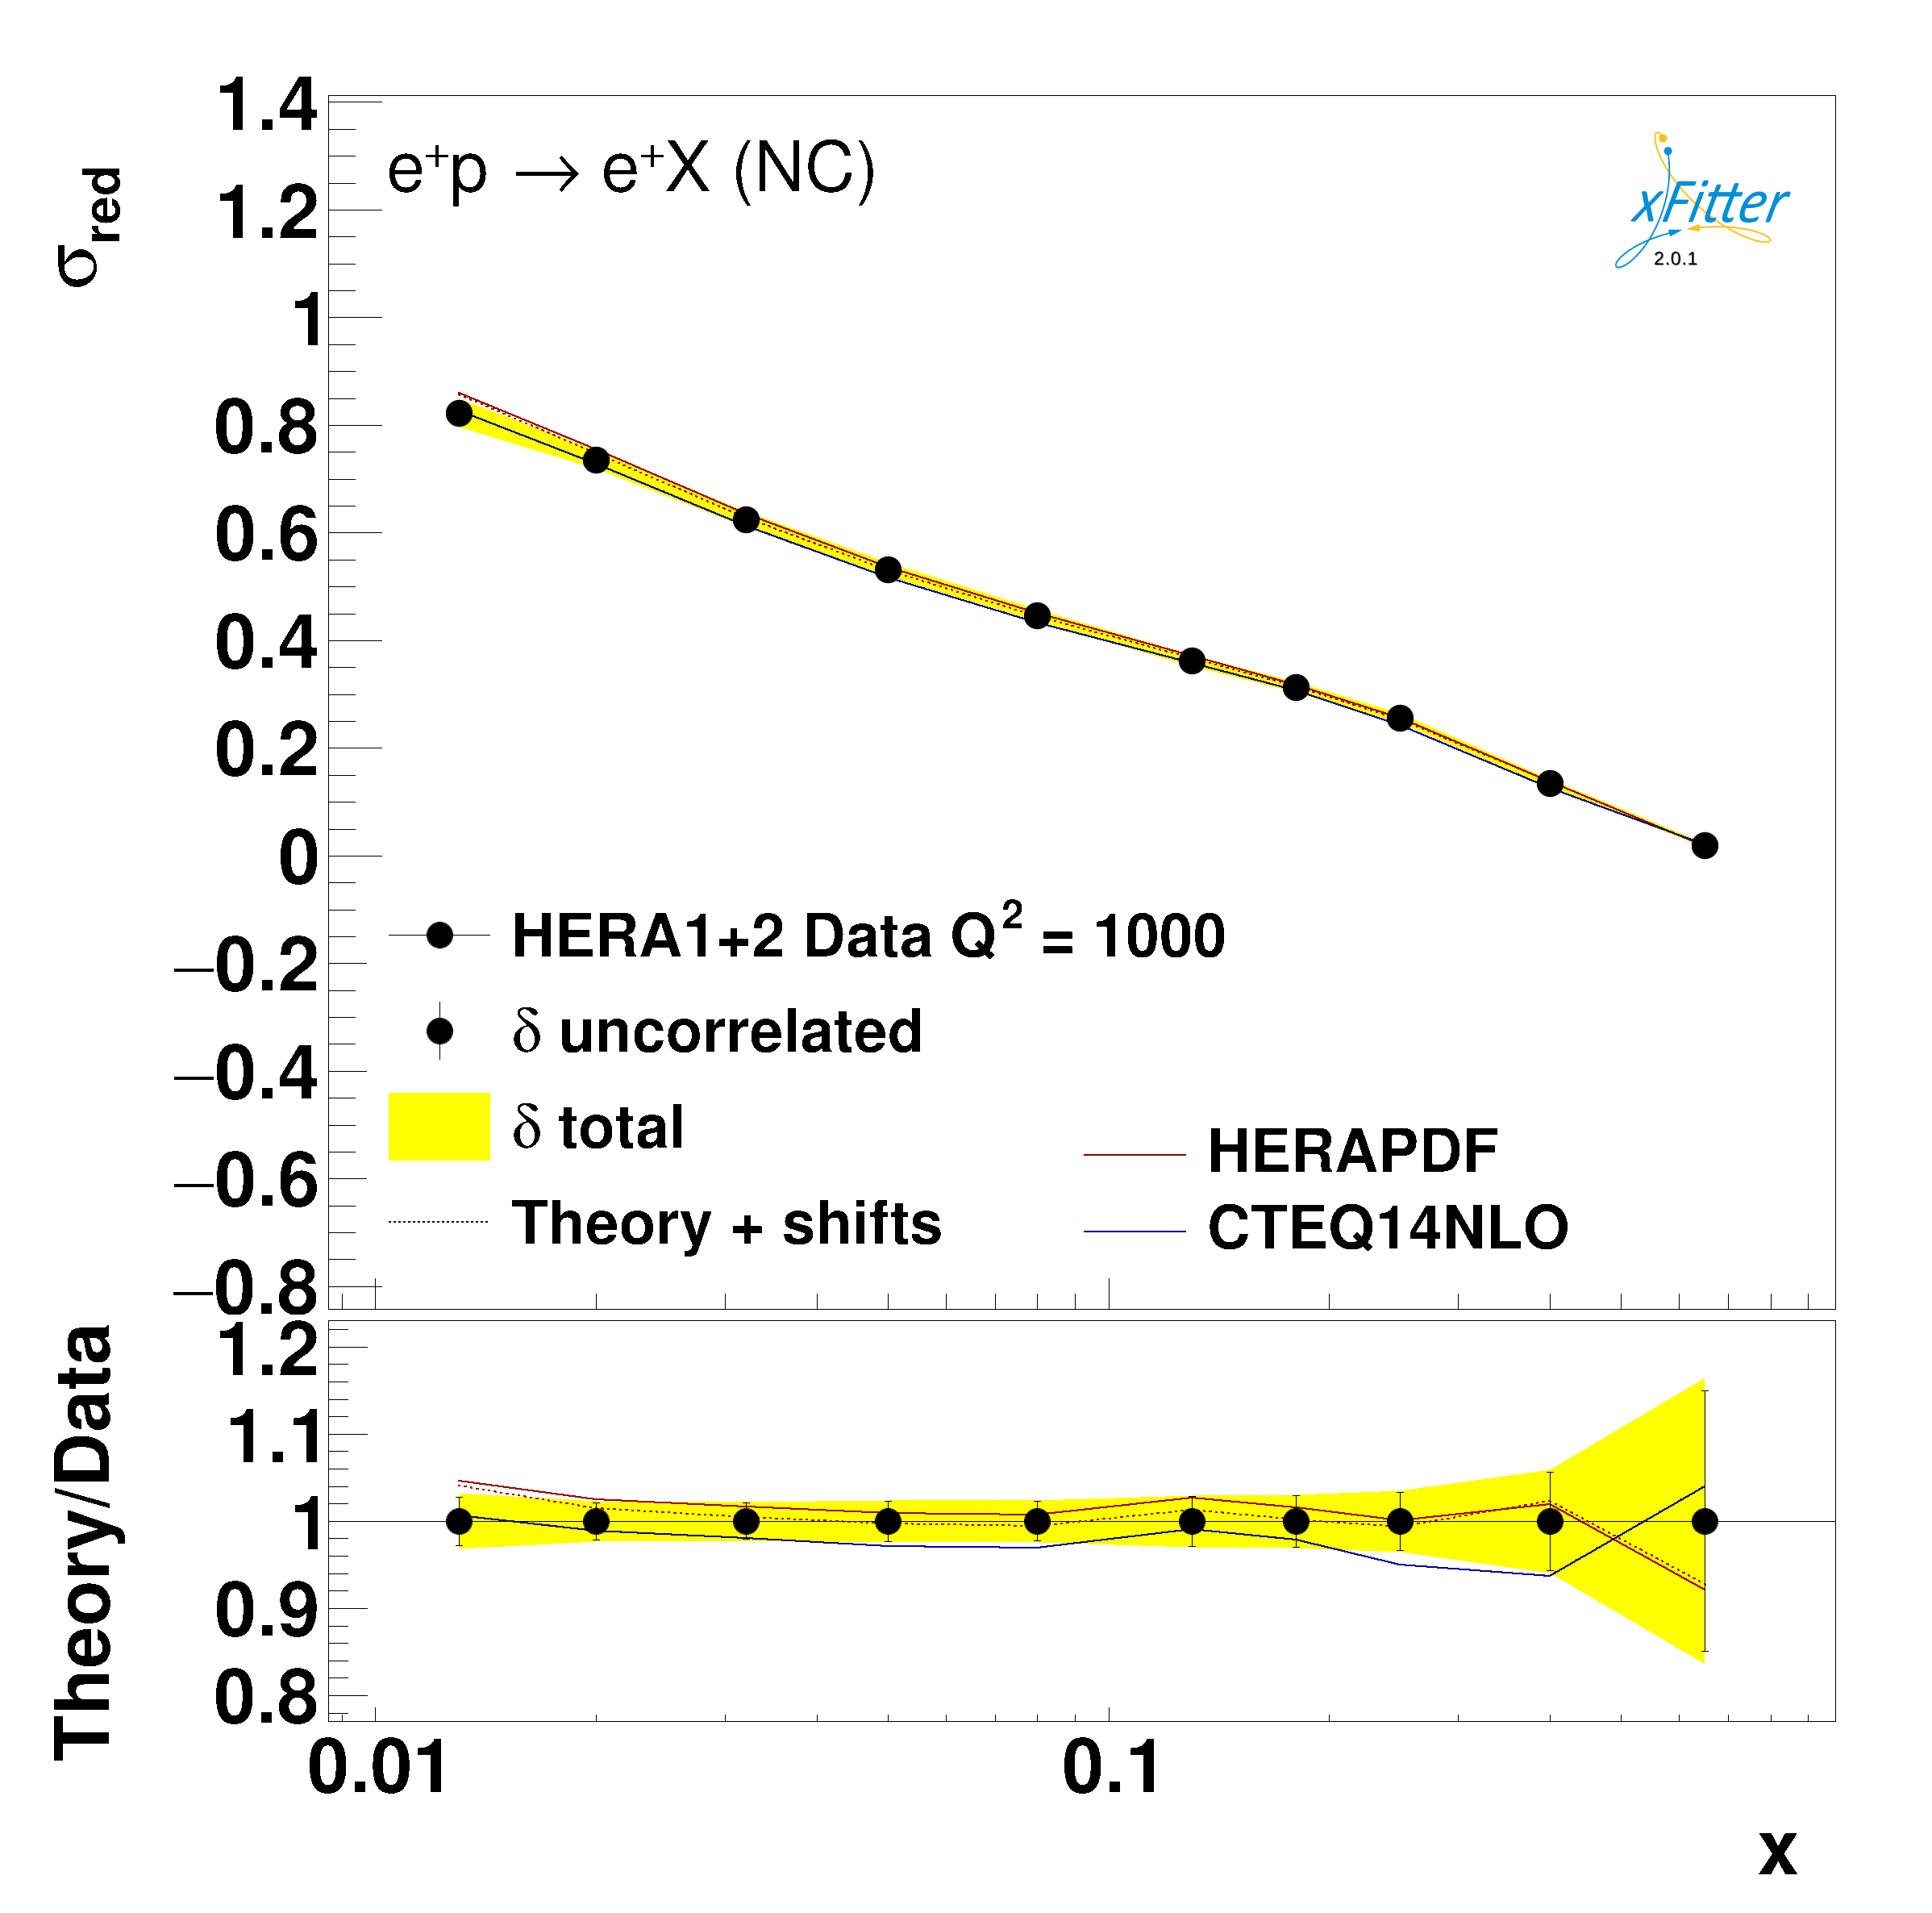 σred
1.4
1.2
1
0.8
0.6
0.4
0.2
0
−0.2
−0.4
−0.6
−0.8
e⁺p → e⁺X (NC)
xFitter
2.0.1
HERA1+2 Data Q² = 1000
δ uncorrelated
δ total
Theory + shifts
HERAPDF
CTEQ14NLO
Theory/Data
1.2
1.1
1
0.9
0.8
0.01 0.1
x